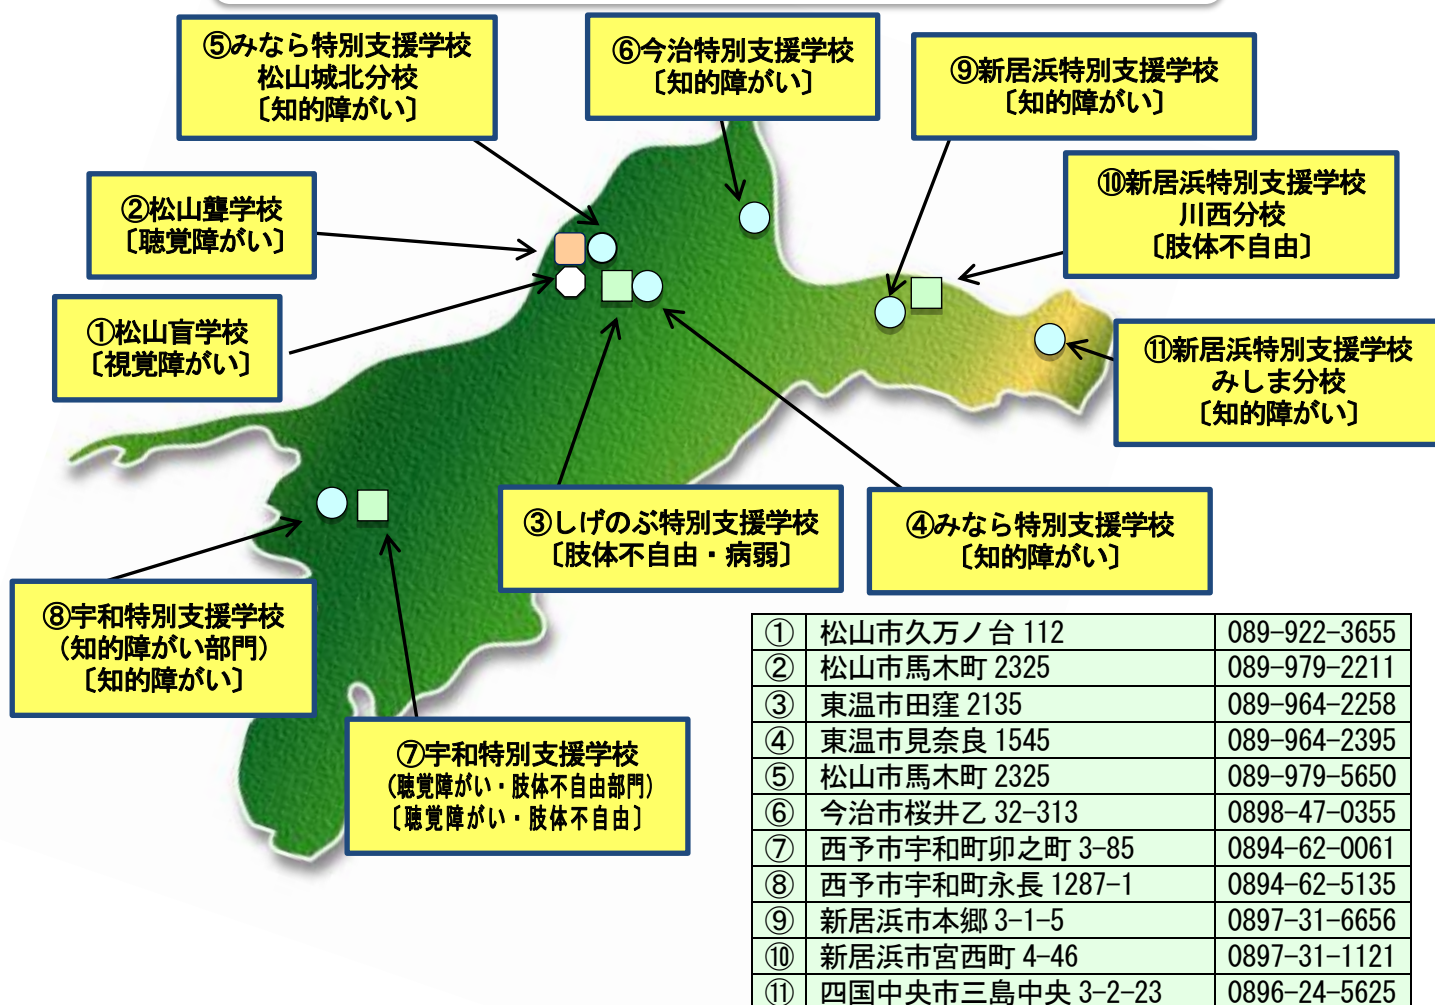 ⑤みなら特別支援学校
松山城北分校
〔知的障がい〕
⑥今治特別支援学校
〔知的障がい〕
⑨新居浜特別支援学校
〔知的障がい〕
②松山聾学校
〔聴覚障がい〕
⑩新居浜特別支援学校
川西分校
〔肢体不自由〕
①松山盲学校
〔視覚障がい〕
⑪新居浜特別支援学校
みしま分校
〔知的障がい〕
③しげのぶ特別支援学校
〔肢体不自由・病弱〕
④みなら特別支援学校
〔知的障がい〕
⑧宇和特別支援学校
(知的障がい部門)
〔知的障がい〕
⑦宇和特別支援学校
(聴覚障がい・肢体不自由部門)
〔聴覚障がい・肢体不自由〕
① 松山市久万ノ台 112 089-922-3655
② 松山市馬木町 2325 089-979-2211
③ 東温市田窪 2135 089-964-2258
④ 東温市見奈良 1545 089-964-2395
⑤ 松山市馬木町 2325 089-979-5650
⑥ 今治市桜井乙 32-313 0898-47-0355
⑦ 西予市宇和町卯之町 3-85 0894-62-0061
⑧ 西予市宇和町永長 1287-1 0894-62-5135
⑨ 新居浜市本郷 3-1-5 0897-31-6656
⑩ 新居浜市宮西町 4-46 0897-31-1121
⑪ 四国中央市三島中央 3-2-23 0896-24-5625